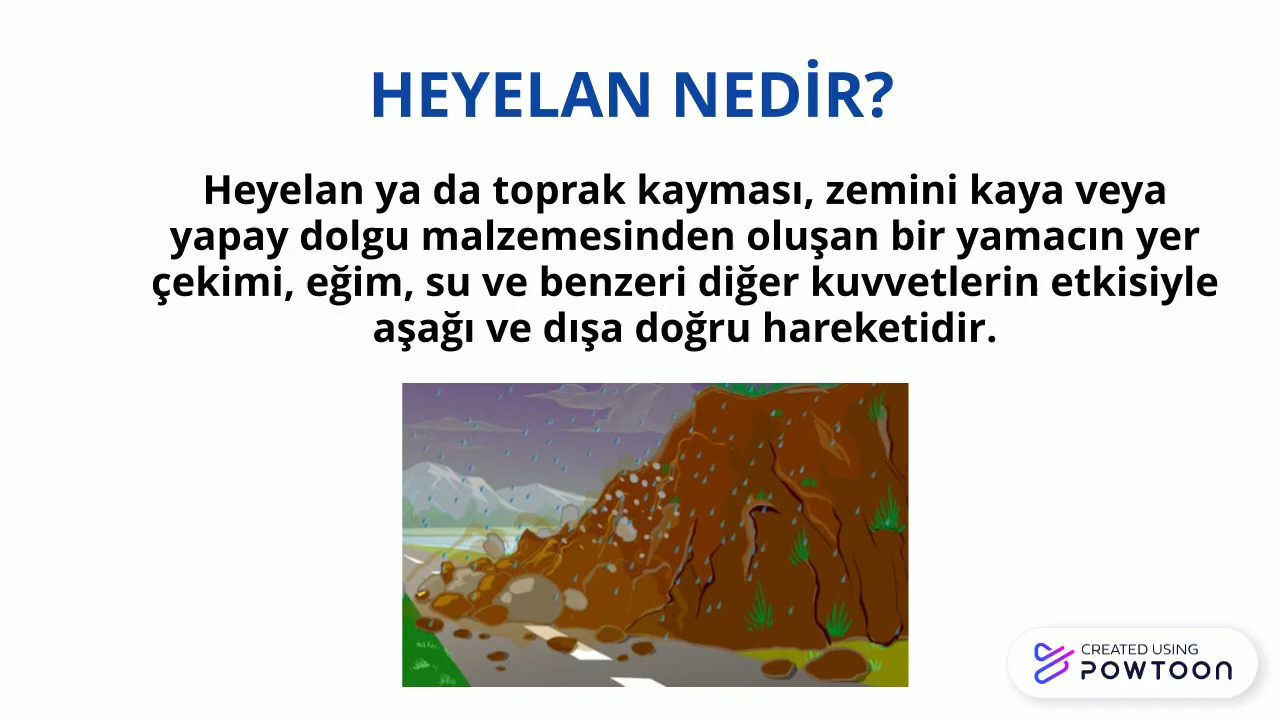 HEYELAN NEDİR?
Heyelan ya da toprak kayması, zemini kaya veya
yapay dolgu malzemesinden oluşan bir yamacın yer
çekimi, eğim, su ve benzeri diğer kuvvetlerin etkisiyle
aşağı ve dışa doğru hareketidir.
CREATED USING
POWTOON